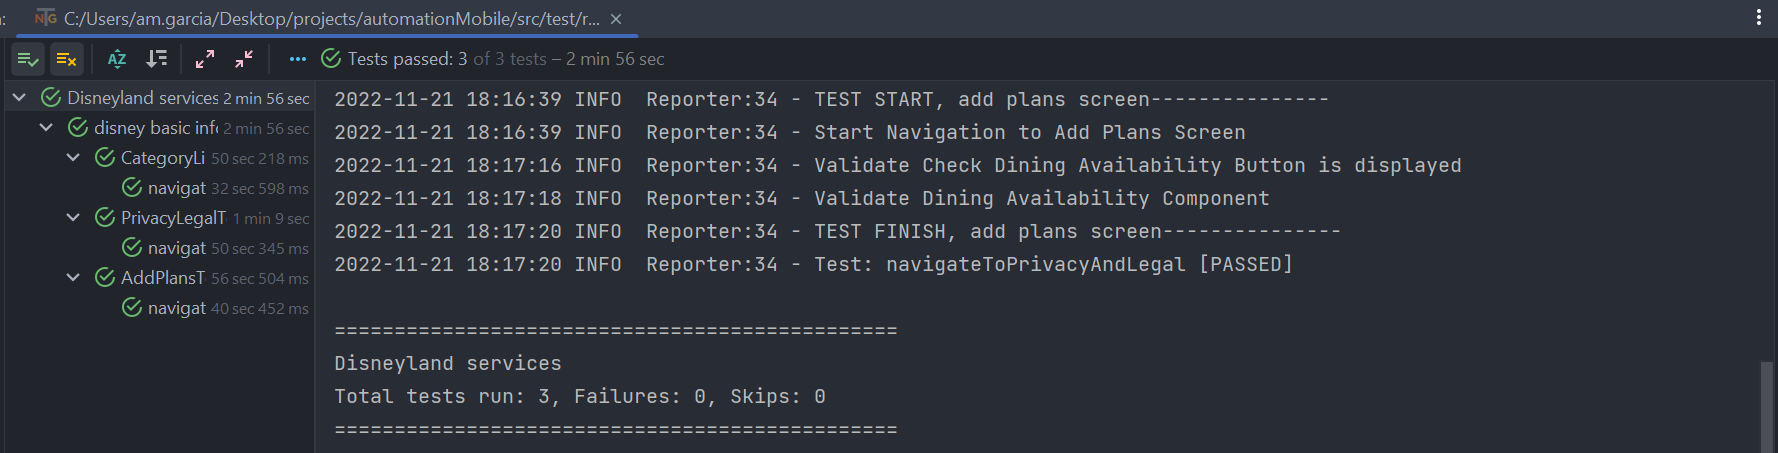 : NG C:/Users/am.garcia/Desktop/projects/automationMobile/src/test/r... ×
AZ Tests passed: 3 of 3 tests – 2 min 56 sec
Disneyland services 2 min 56 sec
disney basic info 2 min 56 sec
CategoryLi 50 sec 218 ms
navigat 32 sec 598 ms
PrivacyLegalT 1 min 9 sec
navigat 50 sec 345 ms
AddPlansT 56 sec 504 ms
navigat 40 sec 452 ms
2022-11-21 18:16:39 INFO  Reporter:34 - TEST START, add plans screen---------------
2022-11-21 18:16:39 INFO  Reporter:34 - Start Navigation to Add Plans Screen
2022-11-21 18:17:16 INFO  Reporter:34 - Validate Check Dining Availability Button is displayed
2022-11-21 18:17:18 INFO  Reporter:34 - Validate Dining Availability Component
2022-11-21 18:17:20 INFO  Reporter:34 - TEST FINISH, add plans screen---------------
2022-11-21 18:17:20 INFO  Reporter:34 - Test: navigateToPrivacyAndLegal [PASSED]
===============================================
Disneyland services
Total tests run: 3, Failures: 0, Skips: 0
===============================================